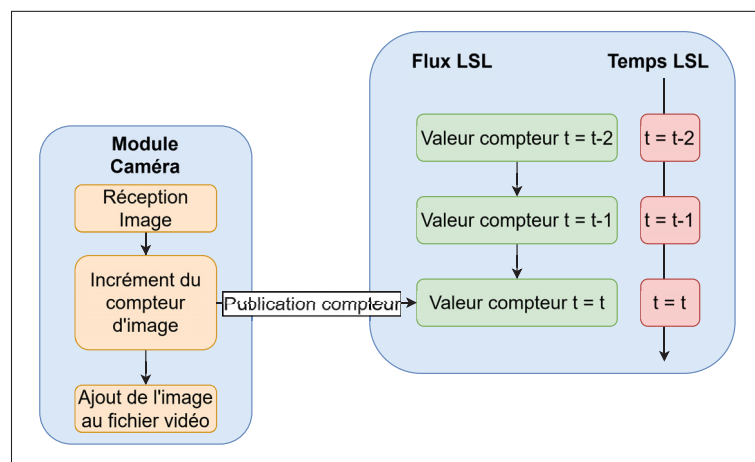 Flux LSL
Temps LSL
Valeur compteur t = t-2
t = t-2
Module
Caméra
Réception
Image
Valeur compteur t = t-1
t = t-1
Incrément du
compteur
d'image
Publication compteur
Valeur compteur t = t
t = t
Ajout de l'image
au fichier vidéo